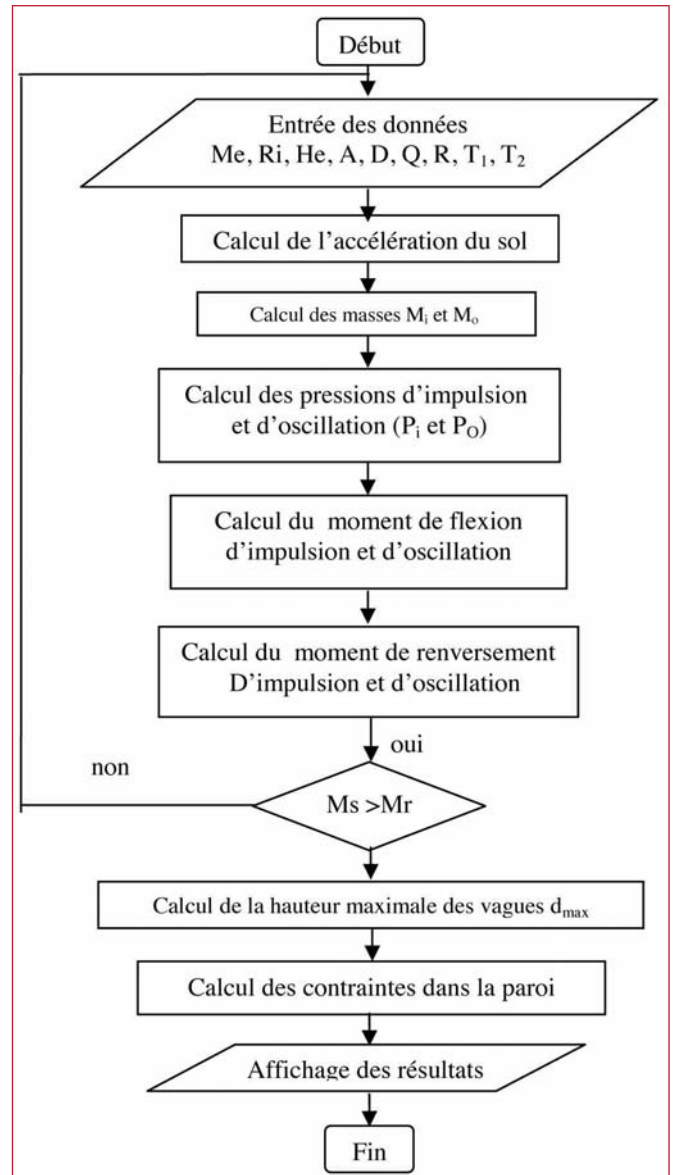 Début
Entrée des données
Me, Ri, He, A, D, Q, R, T₁, T₂
Calcul de l’accélération du sol
Calcul des masses Mᵢ et Mₒ
Calcul des pressions d’impulsion
et d’oscillation (Pᵢ et P_O)
Calcul du moment de flexion
d’impulsion et d’oscillation
Calcul du moment de renversement
D’impulsion et d’oscillation
oui
non
Ms >Mr
Calcul de la hauteur maximale des vagues dₘₐₓ
Calcul des contraintes dans la paroi
Affichage des résultats
Fin